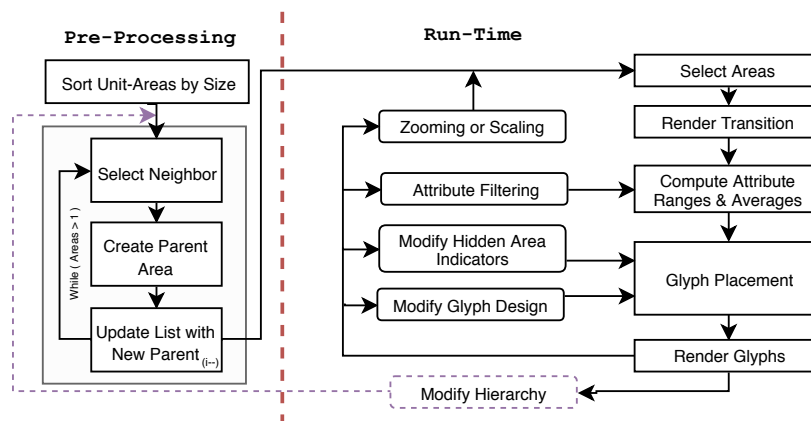 Pre-Processing
Sort Unit-Areas by Size
Select Neighbor
Create Parent
Area
Update List with
New Parent (i--)
While ( Areas > 1 )
Run-Time
Zooming or Scaling
Attribute Filtering
Modify Hidden Area
Indicators
Modify Glyph Design
Modify Hierarchy
Select Areas
Render Transition
Compute Attribute
Ranges & Averages
Glyph Placement
Render Glyphs